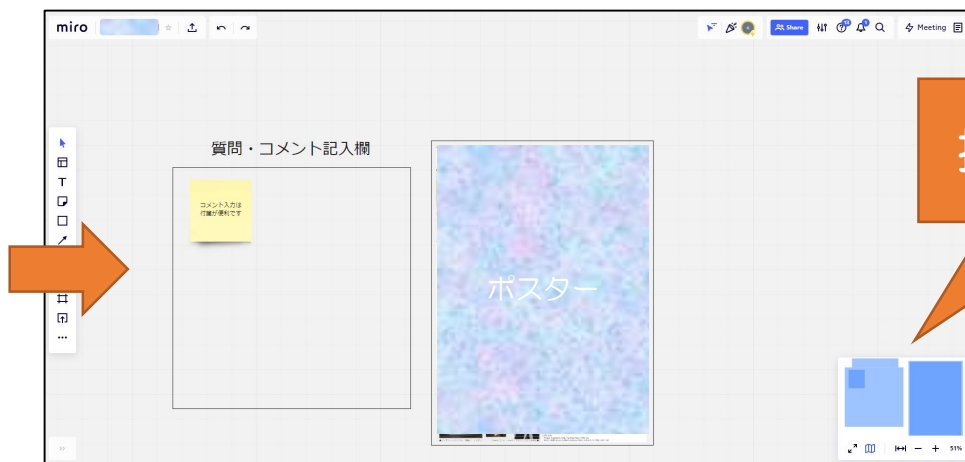 miro
Share
Meeting
質問・コメント記入欄
T
コメント入力は
付箋が便利です
ポスター
51%